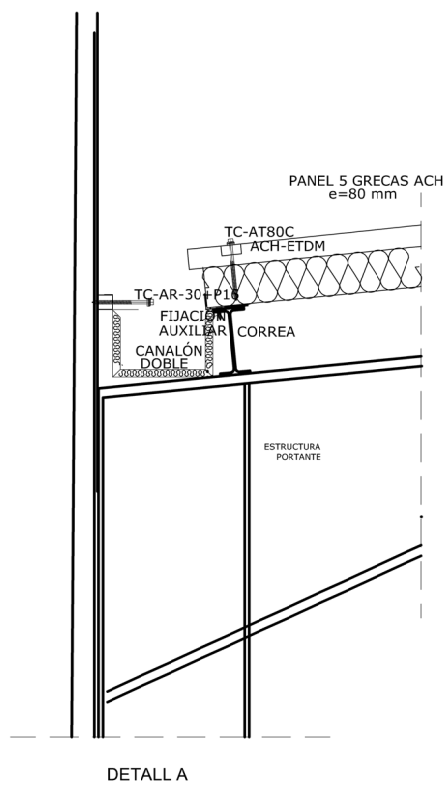 PANEL 5 GRECAS ACH
e=80 mm
TC-AT80C
ACH-ETDM
TC-AR-30+P16
FIJACIÓN
AUXILIAR
CORREA
CANALÓN
DOBLE
ESTRUCTURA
PORTANTE
DETALL A